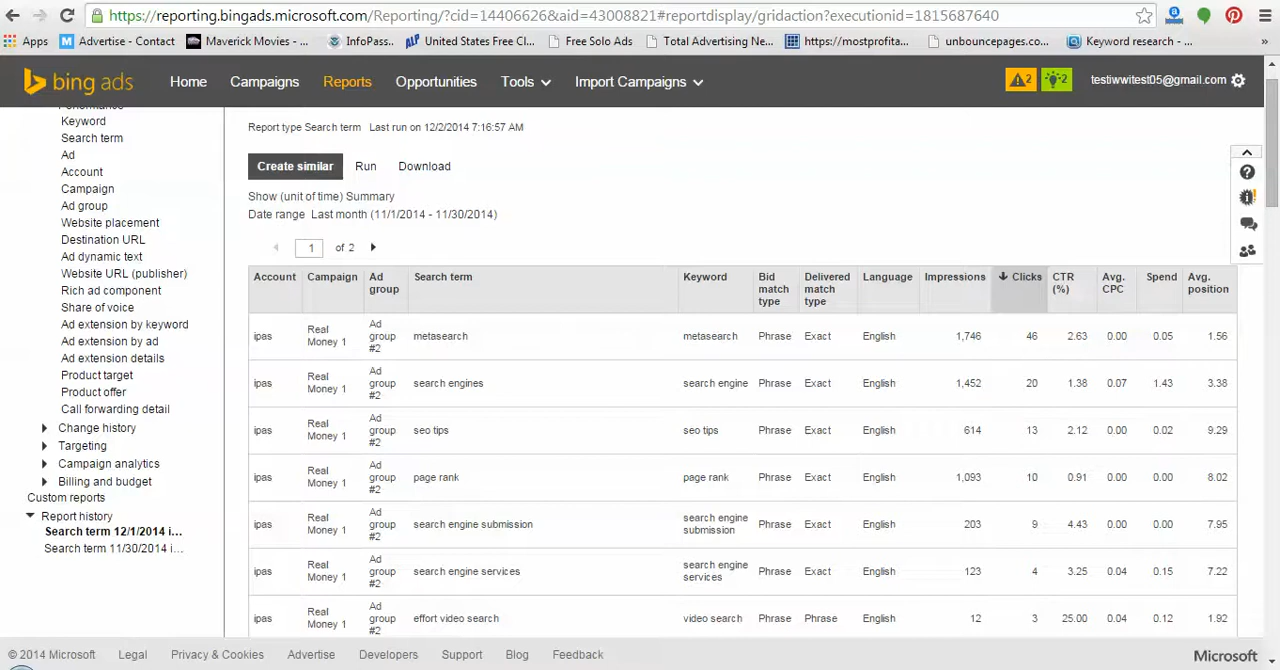 https://reporting.bingads.microsoft.com/Reporting/?cid=14406626&aid=43008821#reportdisplay/gridaction?executionid=1815687640
Apps Advertise - Contact Maverick Movies - ... InfoPass.. United States Free Cl... Free Solo Ads Total Advertising Ne... https://mostprofita... unbouncepages.co... Keyword research - ... »
bing ads Home Campaigns Reports Opportunities Tools Import Campaigns 2 2 testiwwitest05@gmail.com
Performance
Keyword
Search term
Ad
Account
Campaign
Ad group
Website placement
Destination URL
Ad dynamic text
Website URL (publisher)
Rich ad component
Share of voice
Ad extension by keyword
Ad extension by ad
Ad extension details
Product target
Product offer
Call forwarding detail
Change history
Targeting
Campaign analytics
Billing and budget
Custom reports
Report history
Search term 12/1/2014 i...
Search term 11/30/2014 i...
Report type Search term Last run on 12/2/2014 7:16:57 AM
Create similar Run Download
Show (unit of time) Summary
Date range Last month (11/1/2014 - 11/30/2014)
1 of 2
Account Campaign Ad group Search term Keyword Bid match type Delivered match type Language Impressions Clicks CTR (%) Avg. CPC Spend Avg. position
ipas Real Money 1 Ad group #2 metasearch metasearch Phrase Exact English 1,746 46 2.63 0.00 0.05 1.56
ipas Real Money 1 Ad group #2 search engines search engine Phrase Exact English 1,452 20 1.38 0.07 1.43 3.38
ipas Real Money 1 Ad group #2 seo tips seo tips Phrase Exact English 614 13 2.12 0.00 0.02 9.29
ipas Real Money 1 Ad group #2 page rank page rank Phrase Exact English 1,093 10 0.91 0.00 0.00 8.02
ipas Real Money 1 Ad group #2 search engine submission search engine submission Phrase Exact English 203 9 4.43 0.00 0.00 7.95
ipas Real Money 1 Ad group #2 search engine services search engine services Phrase Exact English 123 4 3.25 0.04 0.15 7.22
ipas Real Money 1 Ad group #2 effort video search video search Phrase Phrase English 12 3 25.00 0.04 0.12 1.92
© 2014 Microsoft Legal Privacy & Cookies Advertise Developers Support Blog Feedback Microsoft